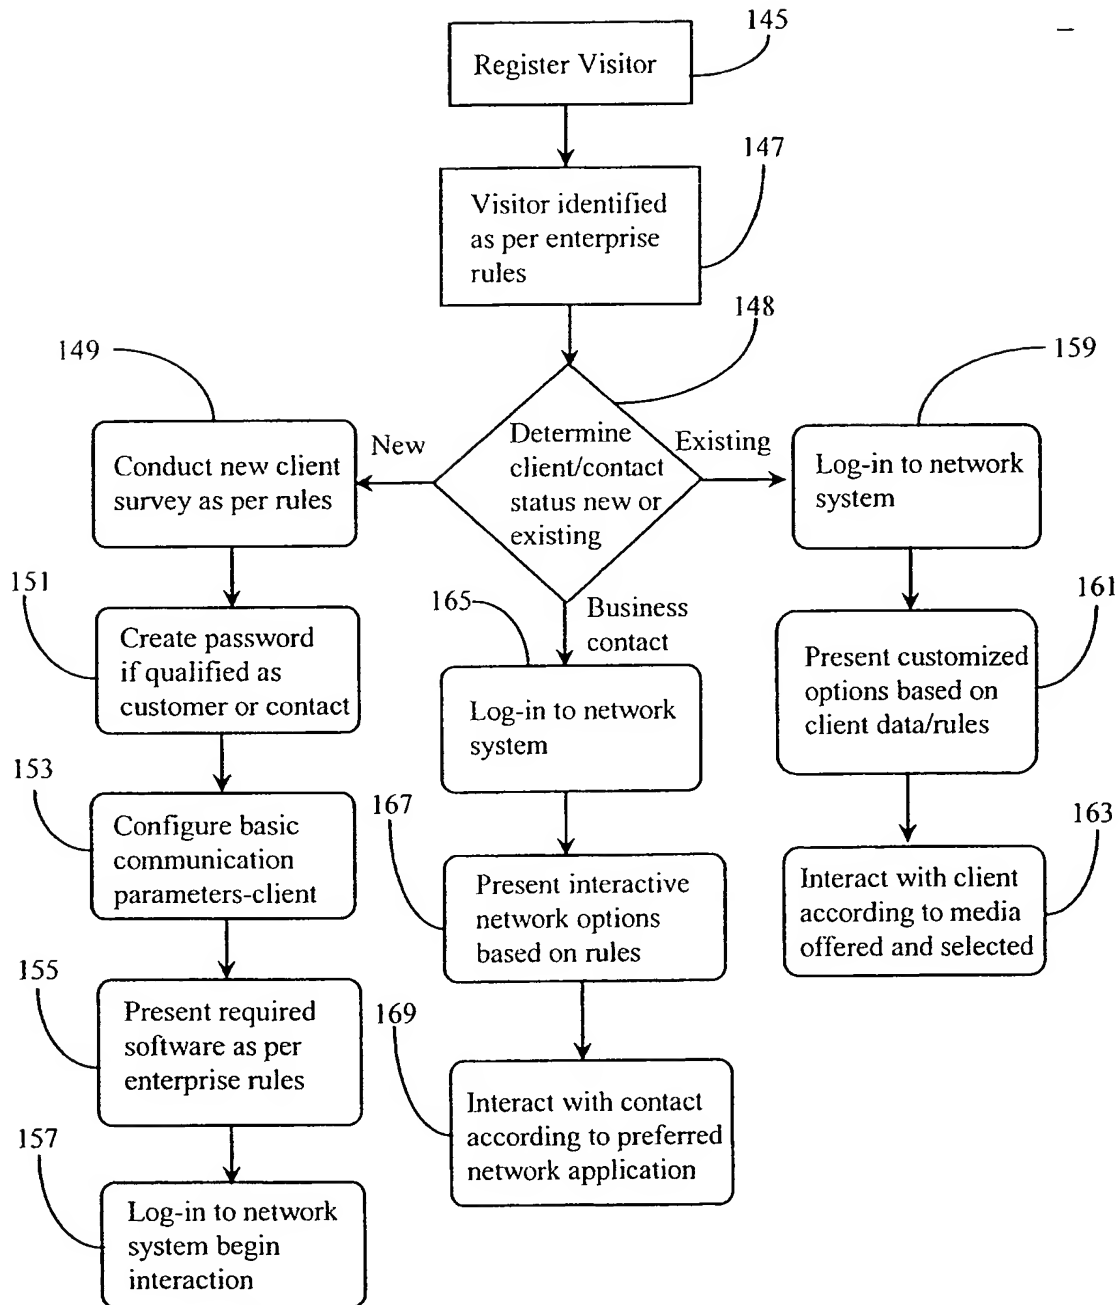 145
Register Visitor
147
Visitor identified
as per enterprise
rules
148
149
159
New
Determine
client/contact
status new or
existing
Existing
Conduct new client
survey as per rules
Log-in to network
system
151
Create password
if qualified as
customer or contact
165
Business
contact
161
Present customized
options based on
client data/rules
Log-in to network
system
153
Configure basic
communication
parameters-client
167
Present interactive
network options
based on rules
163
Interact with client
according to media
offered and selected
155
Present required
software as per
enterprise rules
169
Interact with contact
according to preferred
network application
157
Log-in to network
system begin
interaction